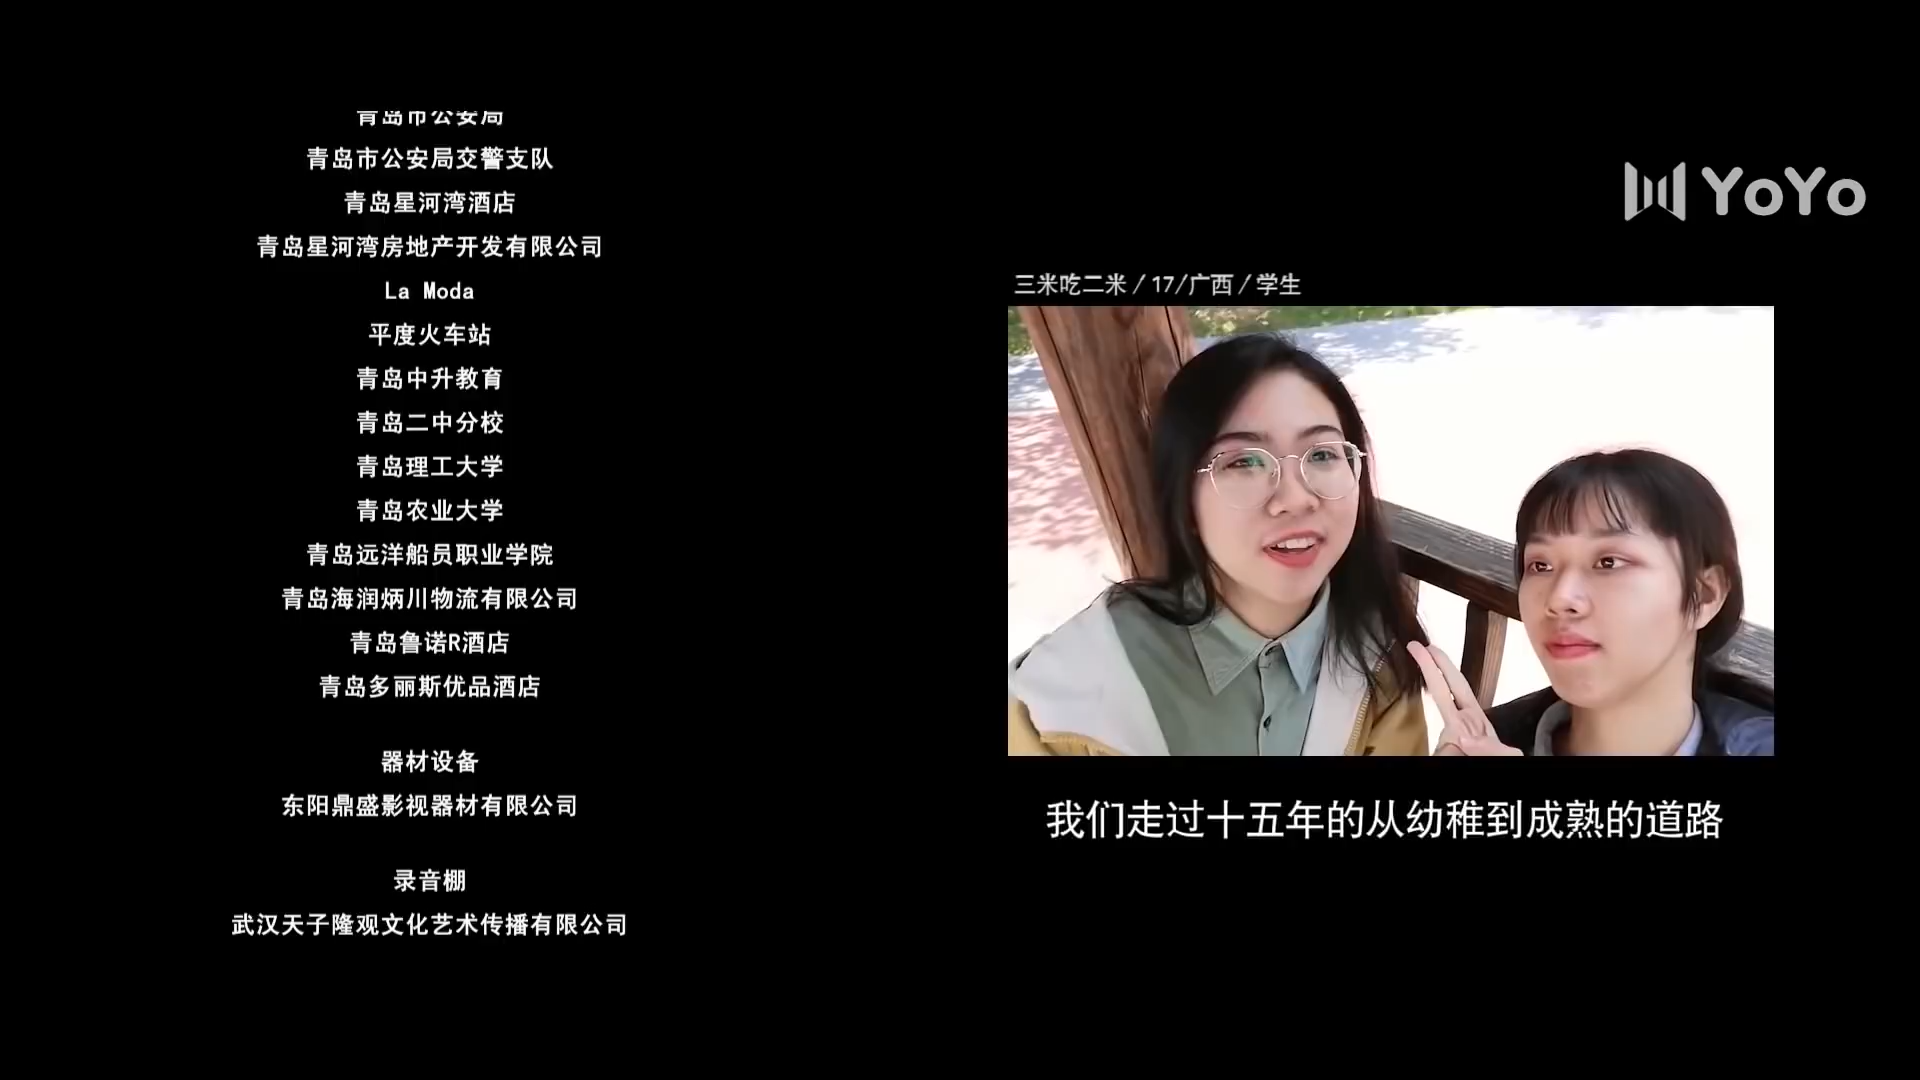 青岛市公安局
青岛市公安局交警支队
青岛星河湾酒店
青岛星河湾房地产开发有限公司
La Moda
平度火车站
青岛中升教育
青岛二中分校
青岛理工大学
青岛农业大学
青岛远洋船员职业学院
青岛海润炳川物流有限公司
青岛鲁诺R酒店
青岛多丽斯优品酒店
器材设备
东阳鼎盛影视器材有限公司
录音棚
武汉天子隆观文化艺术传播有限公司
YoYo
三米吃二米/17/广西/学生
我们走过十五年的从幼稚到成熟的道路